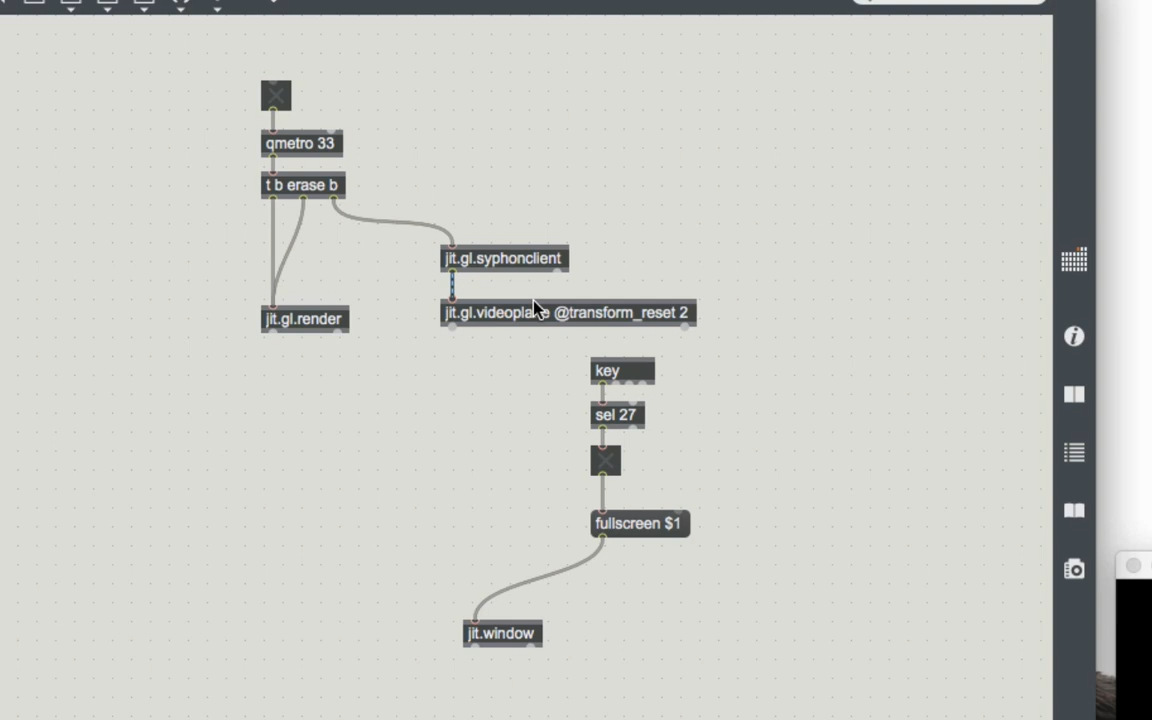 qmetro 33
t b erase b
jit.gl.syphonclient
jit.gl.videoplane @transform_reset 2
jit.gl.render
key
sel 27
fullscreen $1
jit.window